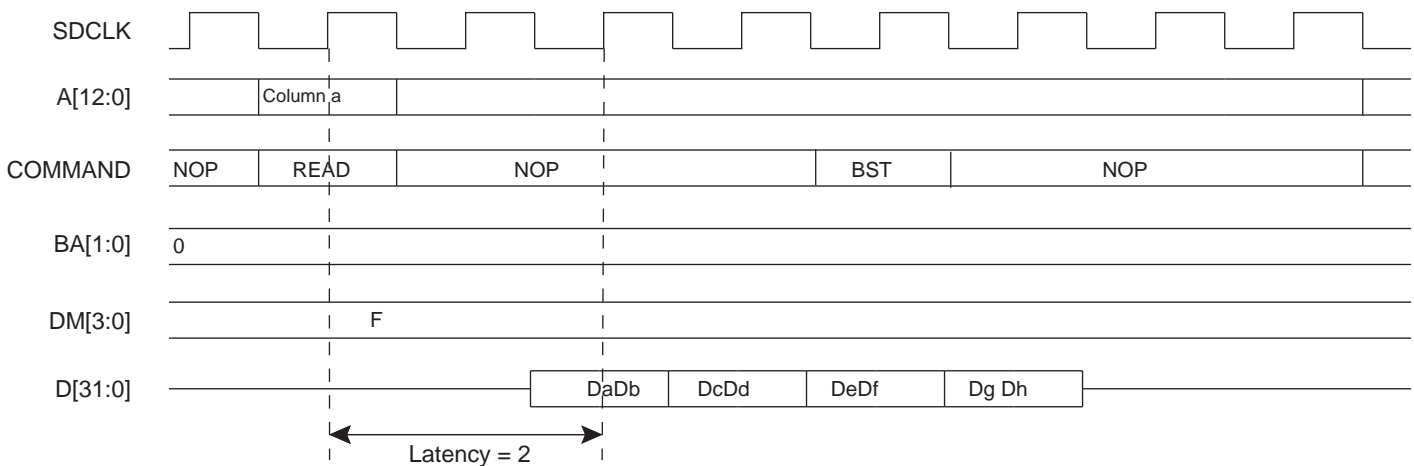 SDCLK
A[12:0]
Column a
COMMAND
NOP READ NOP BST NOP
BA[1:0]
0
DM[3:0]
F
D[31:0]
DaDb DcDd DeDf Dg Dh
Latency = 2